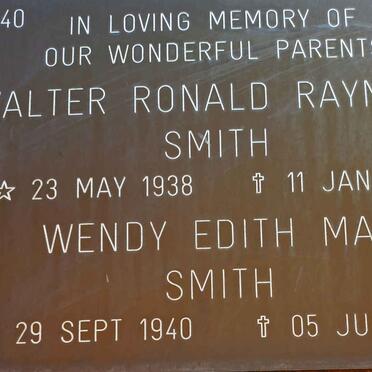 40 IN LOVING MEMORY OF
OUR WONDERFUL PARENTS
RONALD
SMITH
☆ 23 MAY 1938 ✝ 11 JAN
WENDY EDITH
SMITH
29 SEPT 1940 ✝ 05